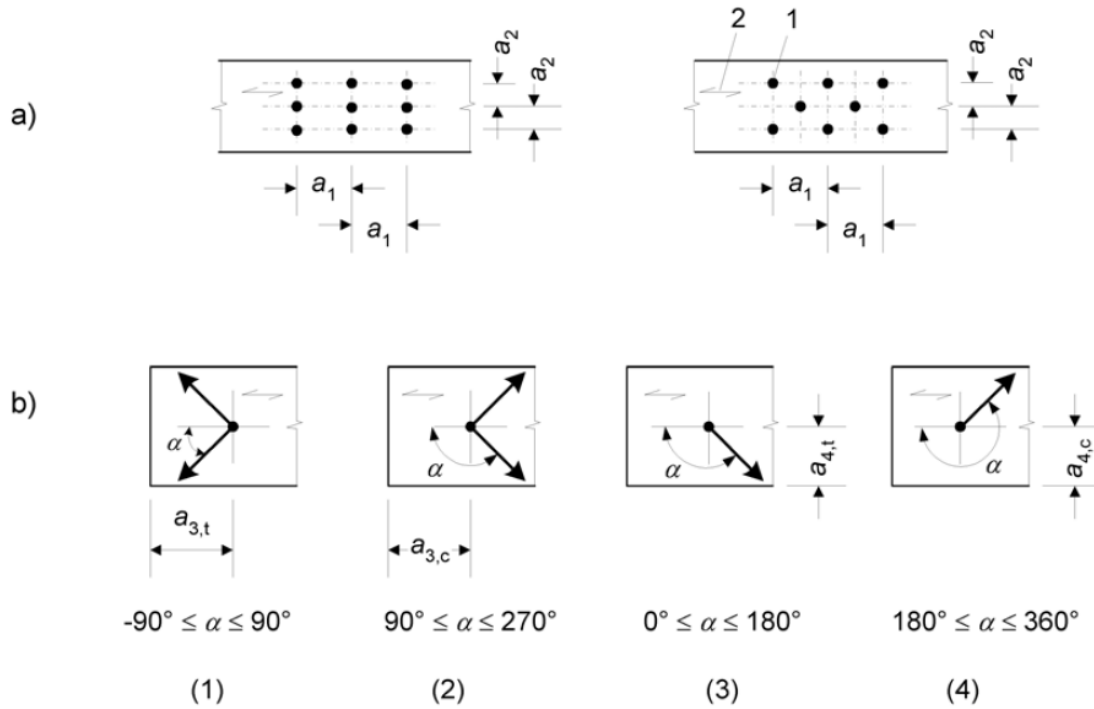 a)
a2
a2
a1
a1
2
1
a2
a2
a1
a1
b)
α
a3,t
-90° ≤ α ≤ 90°
(1)
α
a3,c
90° ≤ α ≤ 270°
(2)
α
a4,t
0° ≤ α ≤ 180°
(3)
α
a4,c
180° ≤ α ≤ 360°
(4)